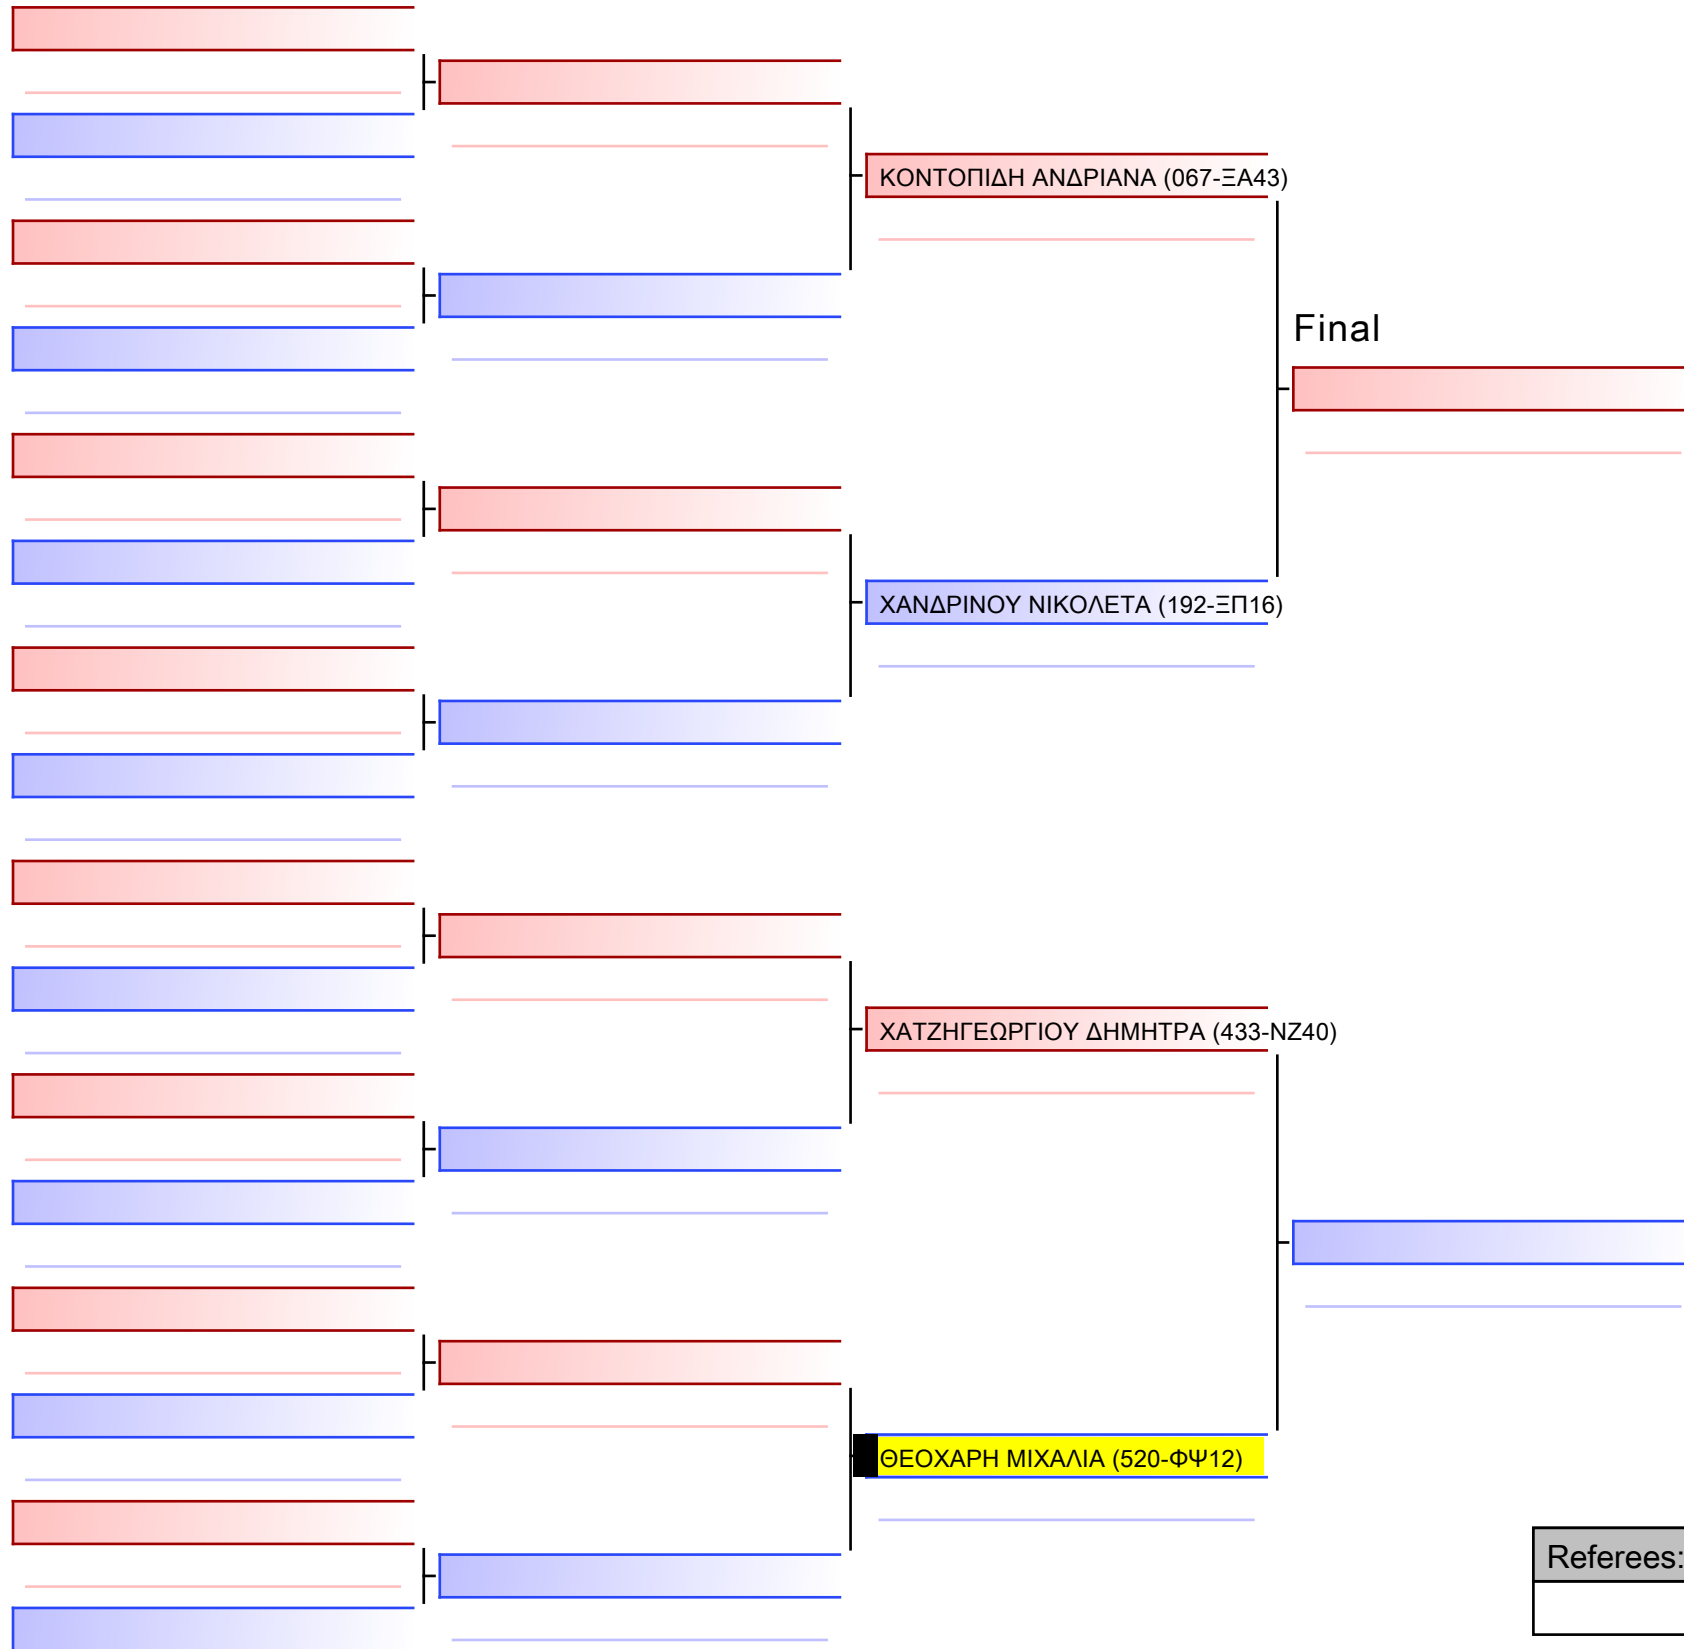 ΚΟΝΤΟΠΙΔΗ ΑΝΔΡΙΑΝΑ (067-ΞΑ43)
Final
ΧΑΝΔΡΙΝΟΥ ΝΙΚΟΛΕΤΑ (192-ΞΠ16)
ΧΑΤΖΗΓΕΩΡΓΙΟΥ ΔΗΜΗΤΡΑ (433-ΝΖ40)
ΘΕΟΧΑΡΗ ΜΙΧΑΛΙΑ (520-ΦΨ12)
Referees: